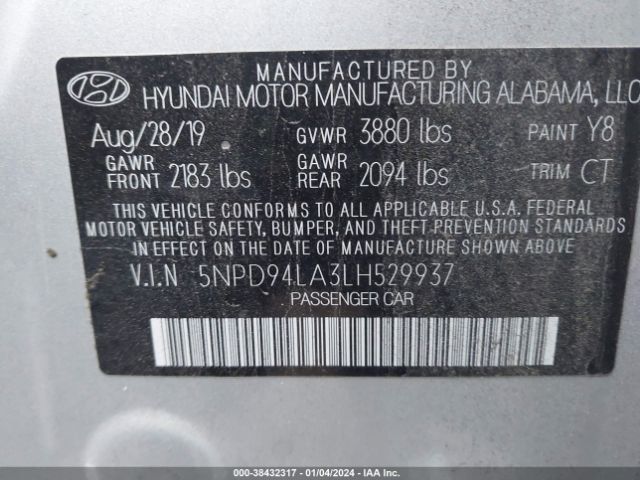 MANUFACTURED BY
HYUNDAI MOTOR MANUFACTURING ALABAMA, LLC
Aug/28/19 GVWR 3880 lbs PAINT Y8
GAWR FRONT 2183 lbs GAWR REAR 2094 lbs TRIM CT
THIS VEHICLE CONFORMS TO ALL APPLICABLE U.S.A. FEDERAL
MOTOR VEHICLE SAFETY, BUMPER, AND THEFT PREVENTION STANDARDS
IN EFFECT ON THE DATE OF MANUFACTURE SHOWN ABOVE.
V.I.N 5NPD94LA3LH529937
PASSENGER CAR
000-38432317 - 01/04/2024 - IAAI.COM